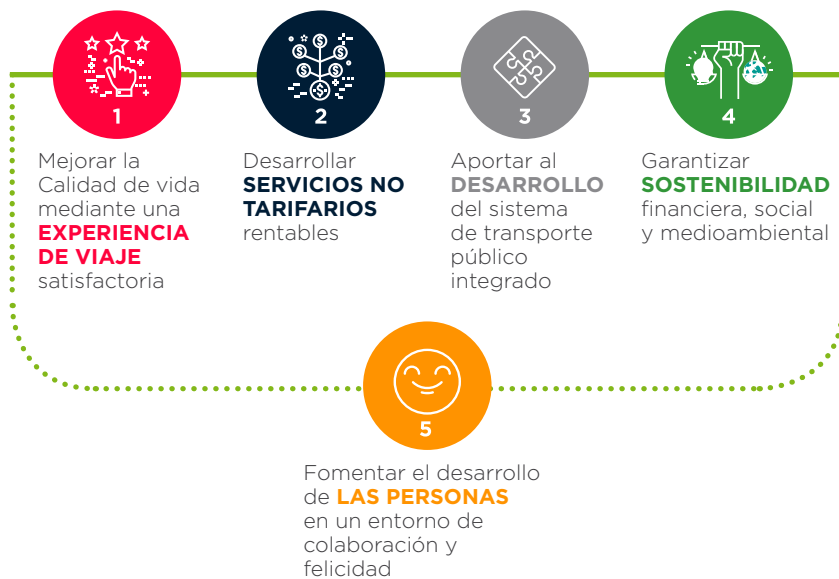 1
Mejorar la
Calidad de vida
mediante una
EXPERIENCIA
DE VIAJE
satisfactoria
2
Desarrollar
SERVICIOS NO
TARIFARIOS
rentables
3
Aportar al
DESARROLLO
del sistema
de transporte
público
integrado
4
Garantizar
SOSTENIBILIDAD
financiera, social
y medioambiental
5
Fomentar el desarrollo
de LAS PERSONAS
en un entorno de
colaboración y
felicidad